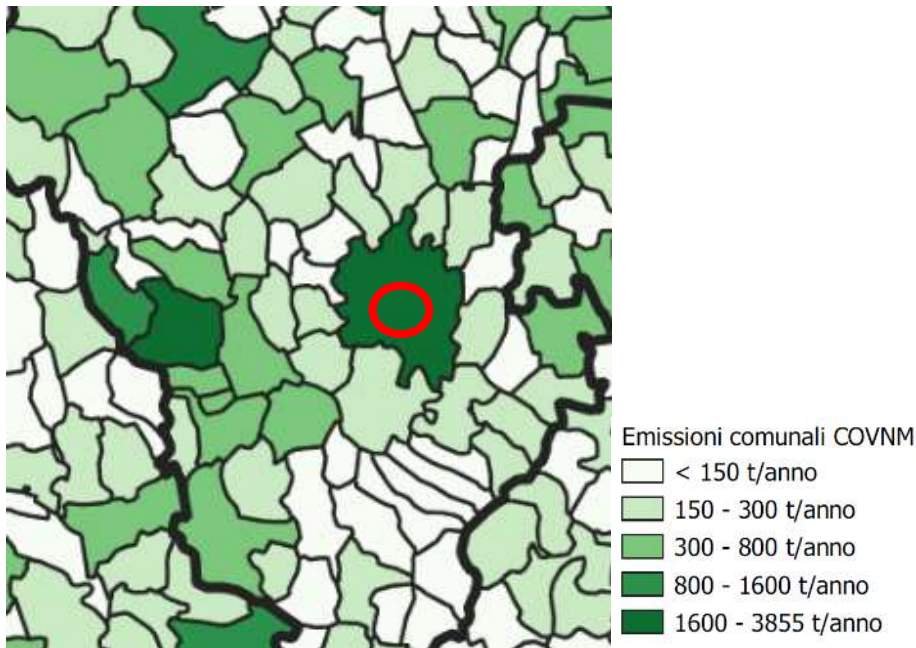 Emissioni comunali COVNM
< 150 t/anno
150 - 300 t/anno
300 - 800 t/anno
800 - 1600 t/anno
1600 - 3855 t/anno